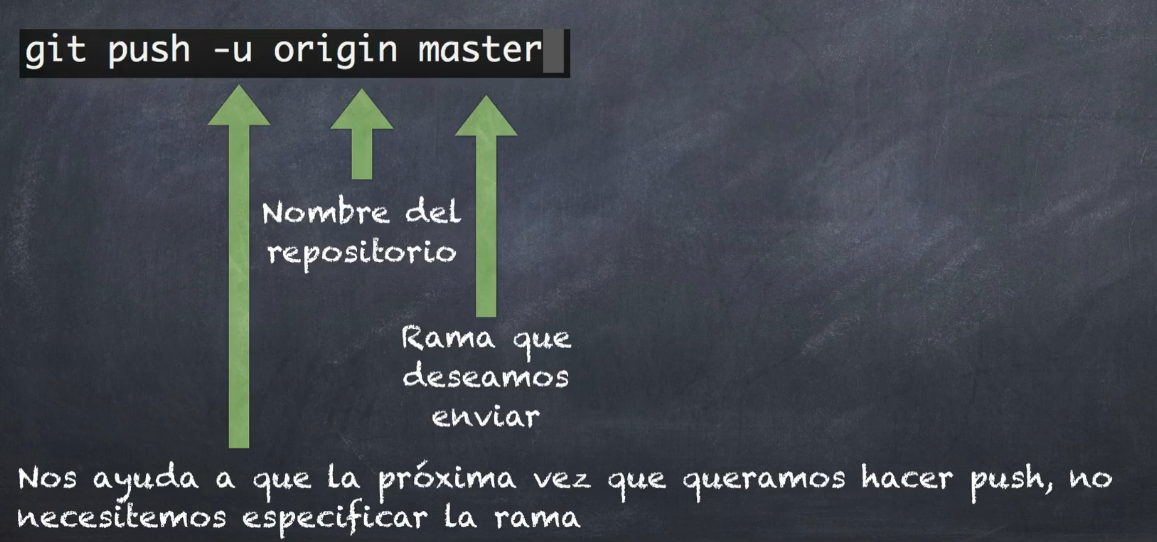 git push -u origin master
Nombre del
repositorio
Rama que
deseamos
enviar
Nos ayuda a que la próxima vez que queramos hacer push, no
necesitemos especificar la rama